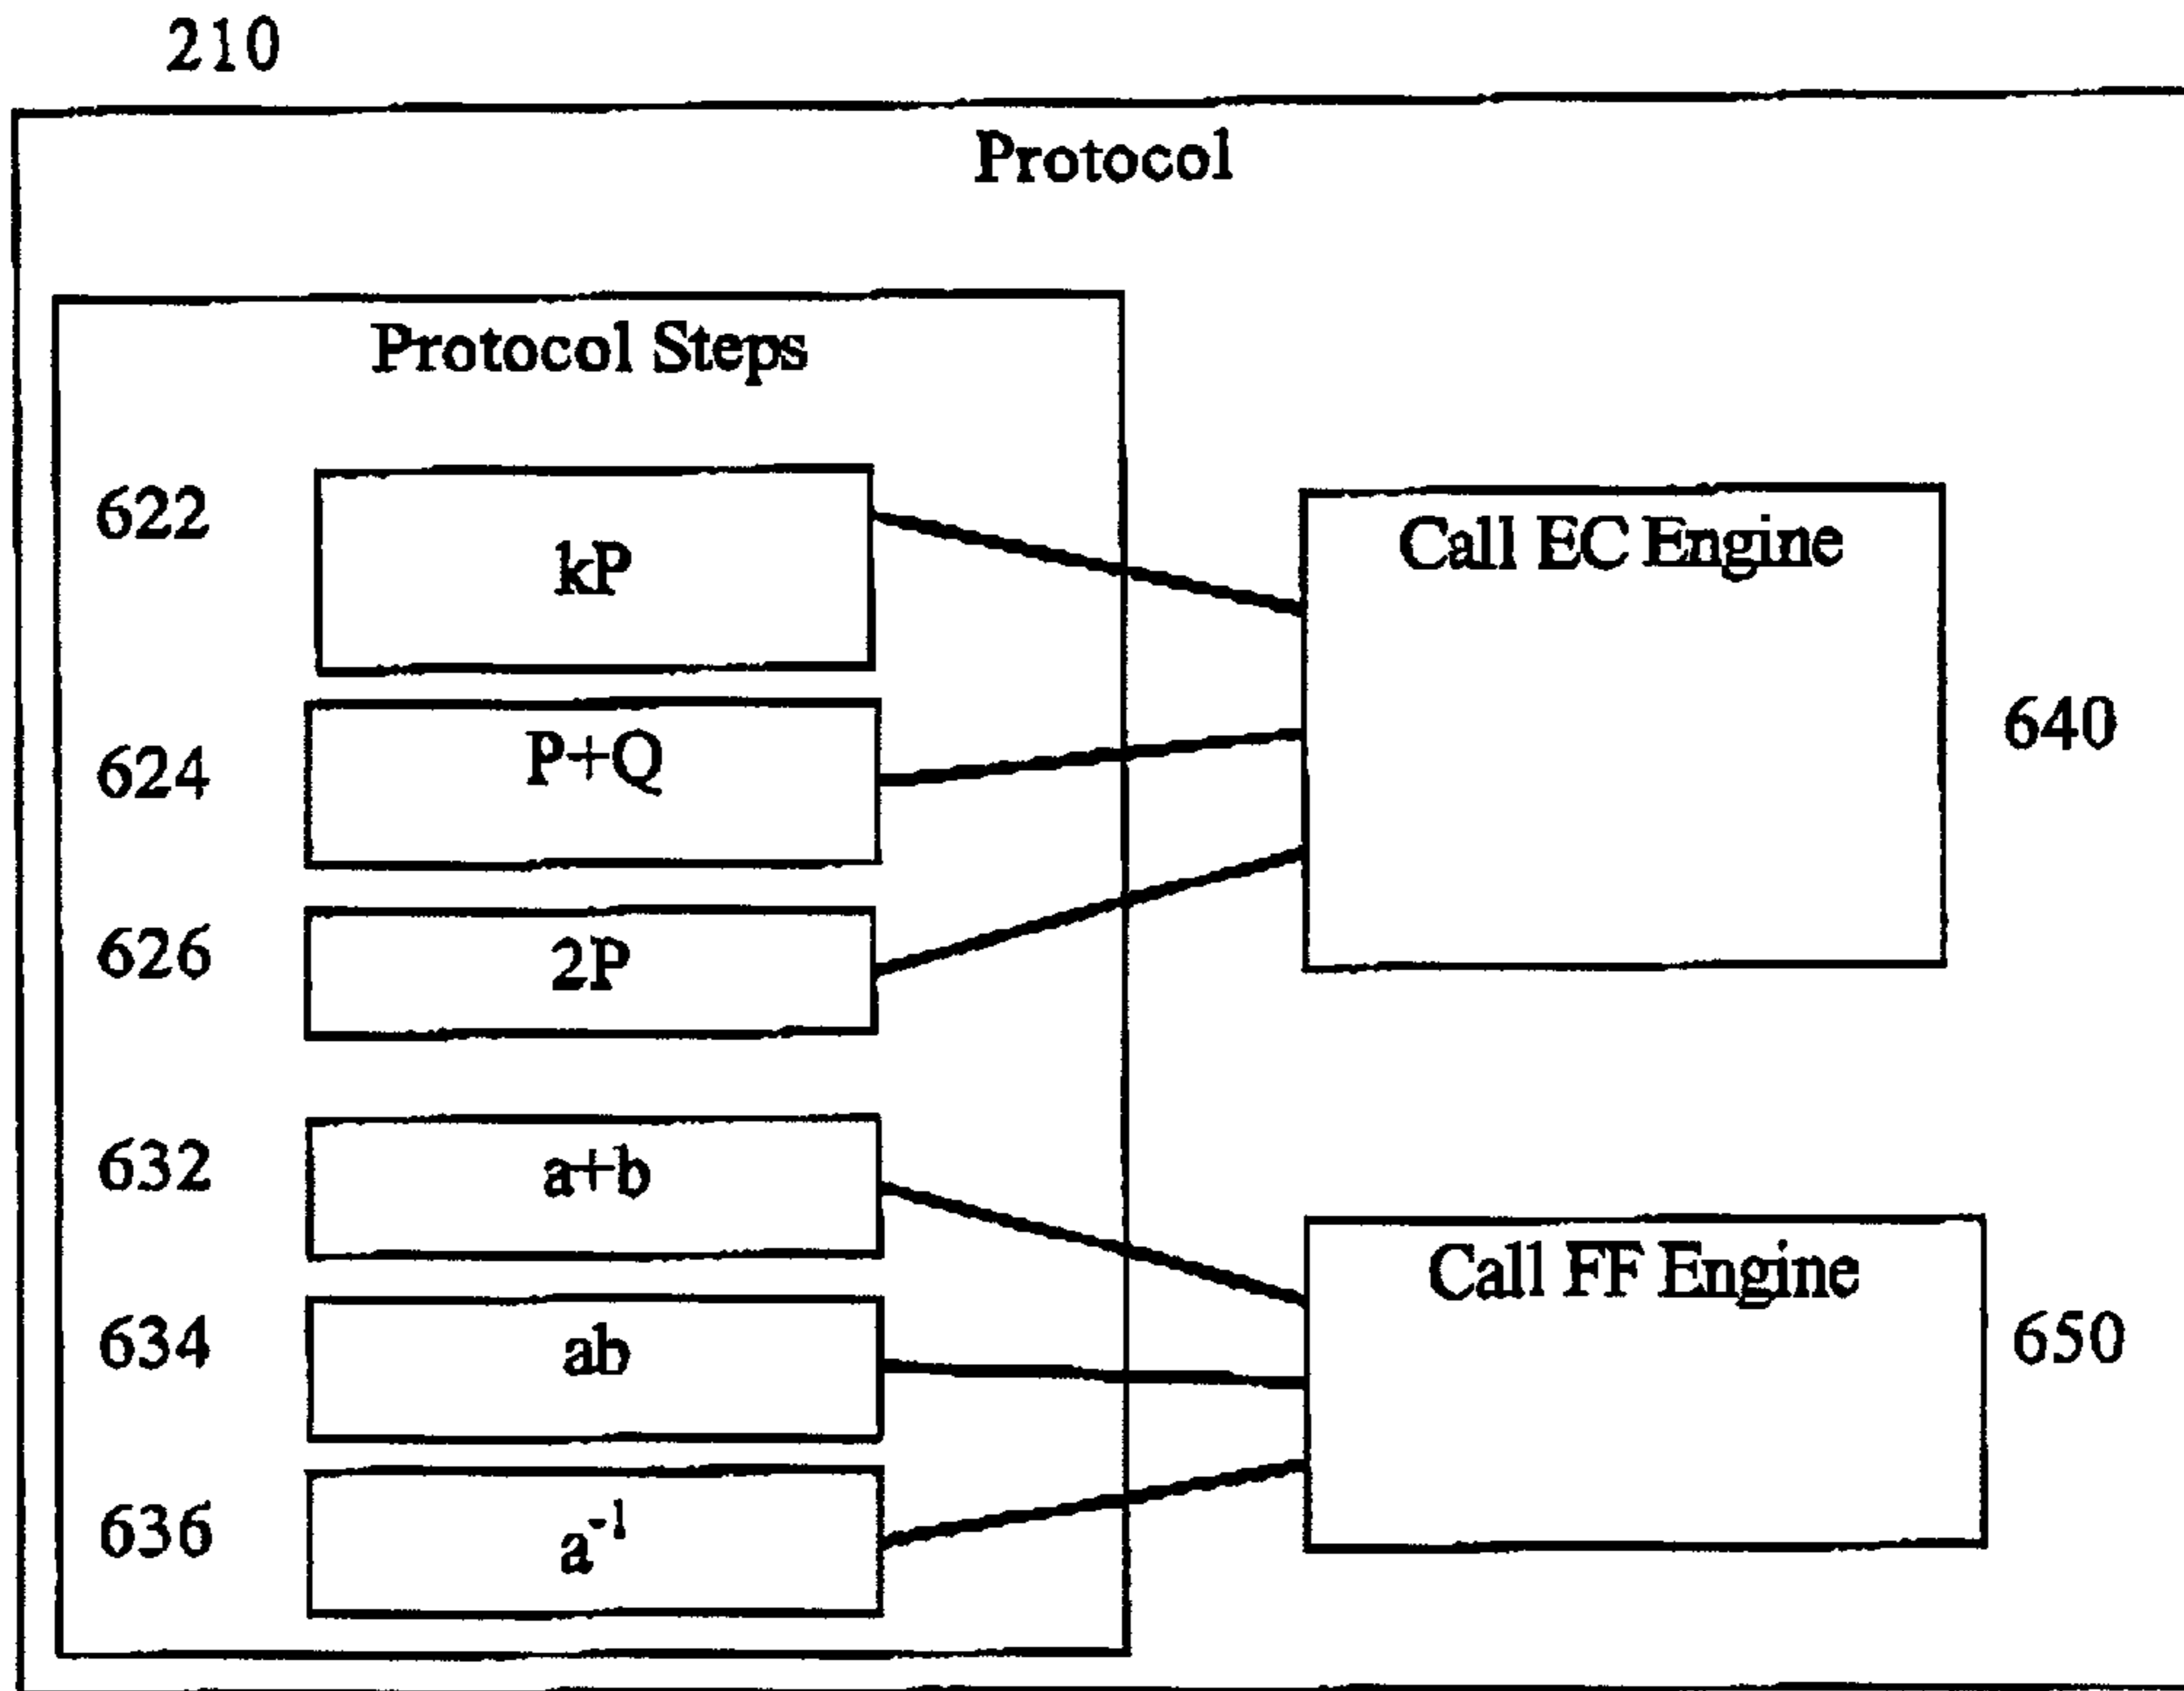 210
Protocol
Protocol Steps
622
kP
Call EC Engine
640
624
P+Q
626
2P
632
a+b
Call FF Engine
650
634
ab
636
a⁻¹